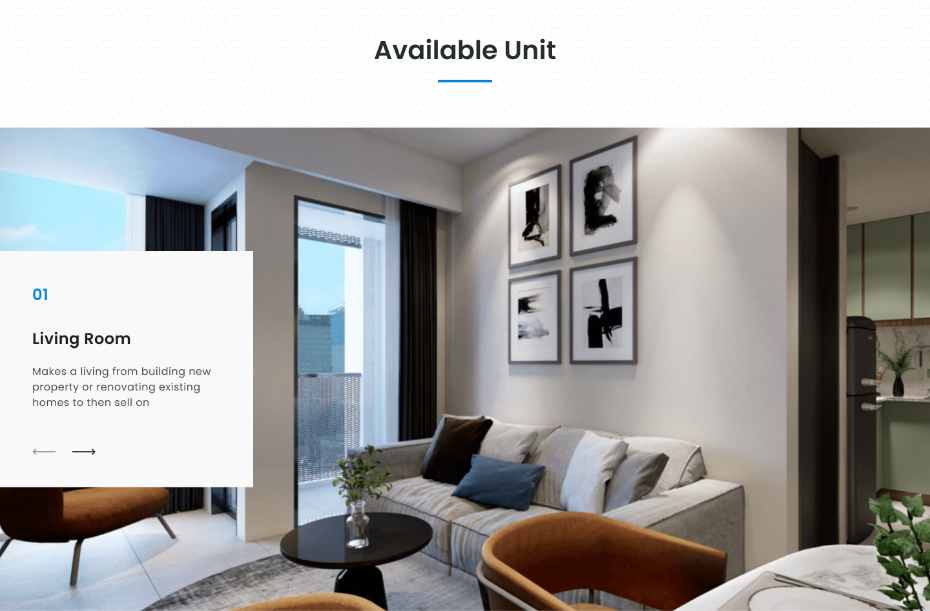 Available Unit
01
Living Room
Makes a living from building new
property or renovating existing
homes to then sell on